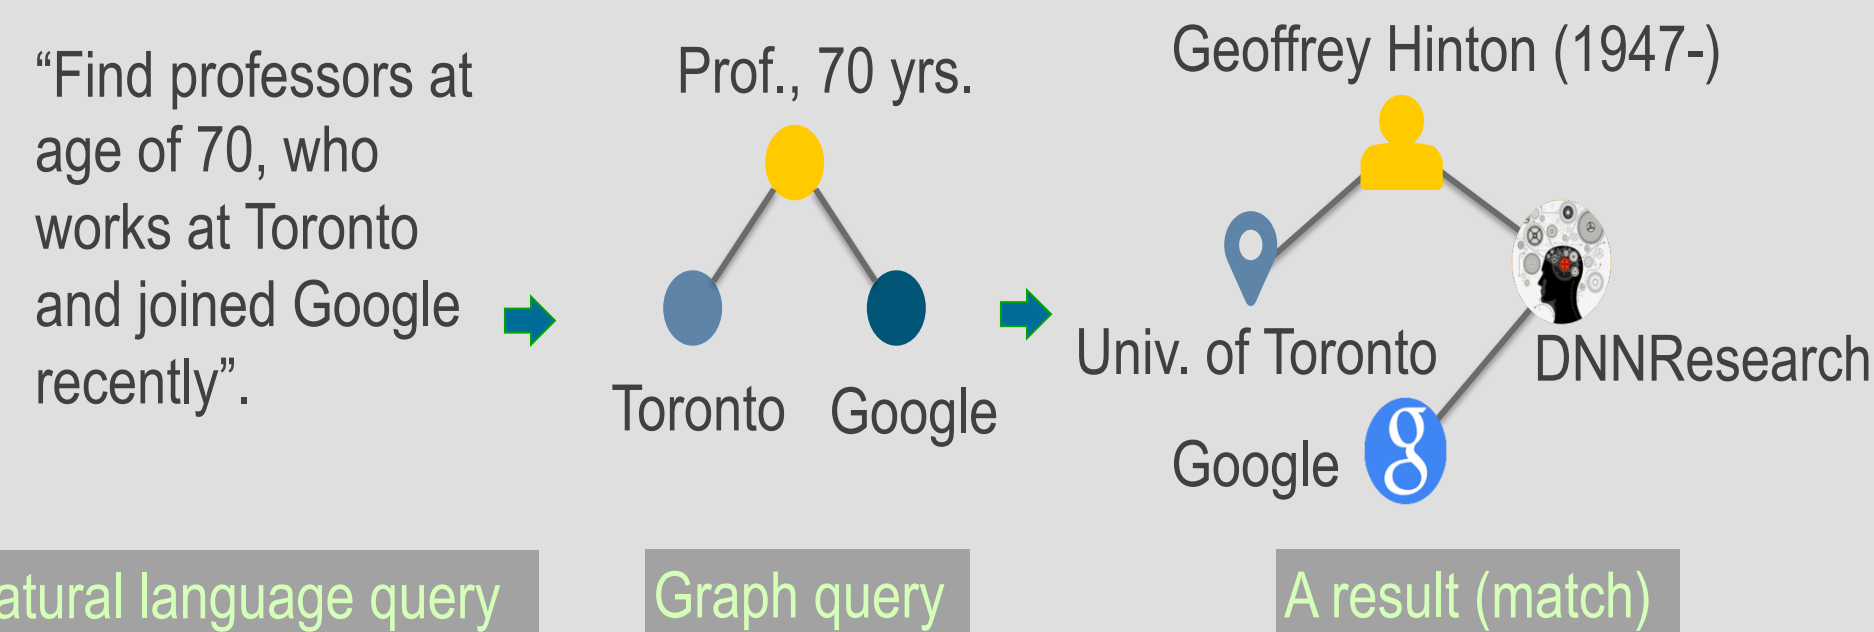 “Find professors at
age of 70, who
works at Toronto
and joined Google
recently”.
Prof., 70 yrs.
Toronto
Google
Geoffrey Hinton (1947-)
Univ. of Toronto
DNNResearch
Google
g
atural language query
Graph query
A result (match)